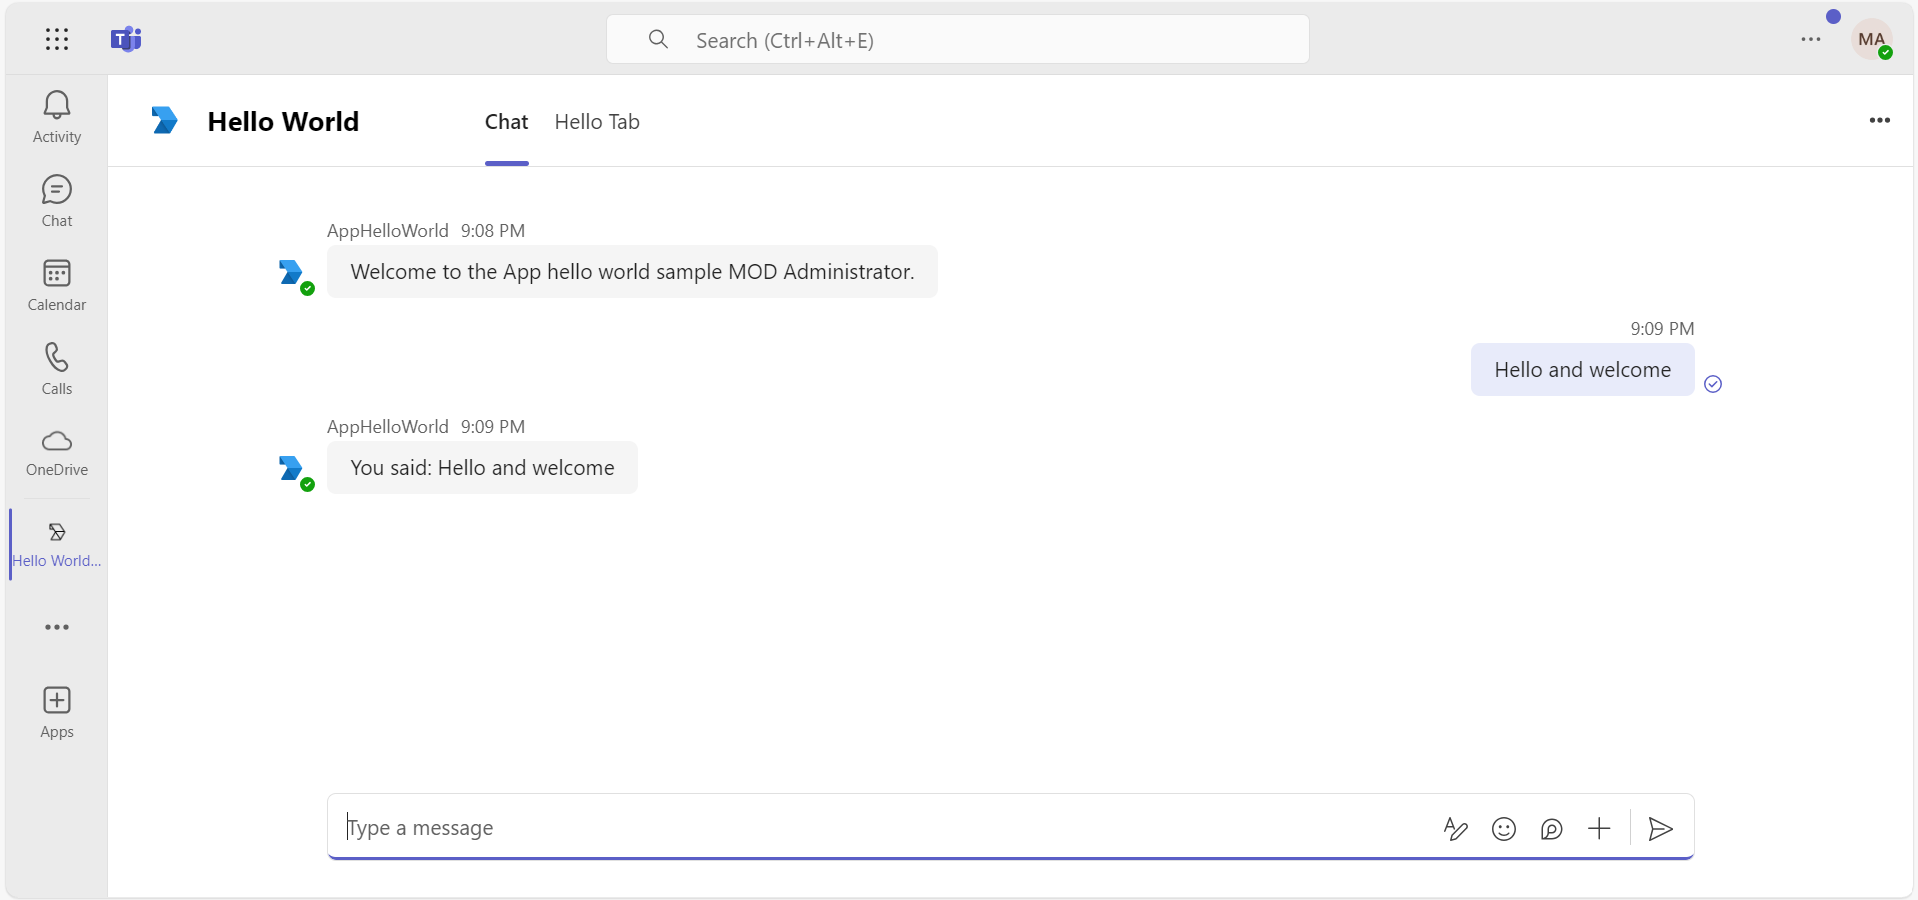 T
Search (Ctrl+Alt+E)
MA
Activity
Chat
Calendar
Calls
OneDrive
Hello World...
Apps
Hello World
Chat
Hello Tab
AppHelloWorld 9:08 PM
Welcome to the App hello world sample MOD Administrator.
9:09 PM
Hello and welcome
AppHelloWorld 9:09 PM
You said: Hello and welcome
Type a message